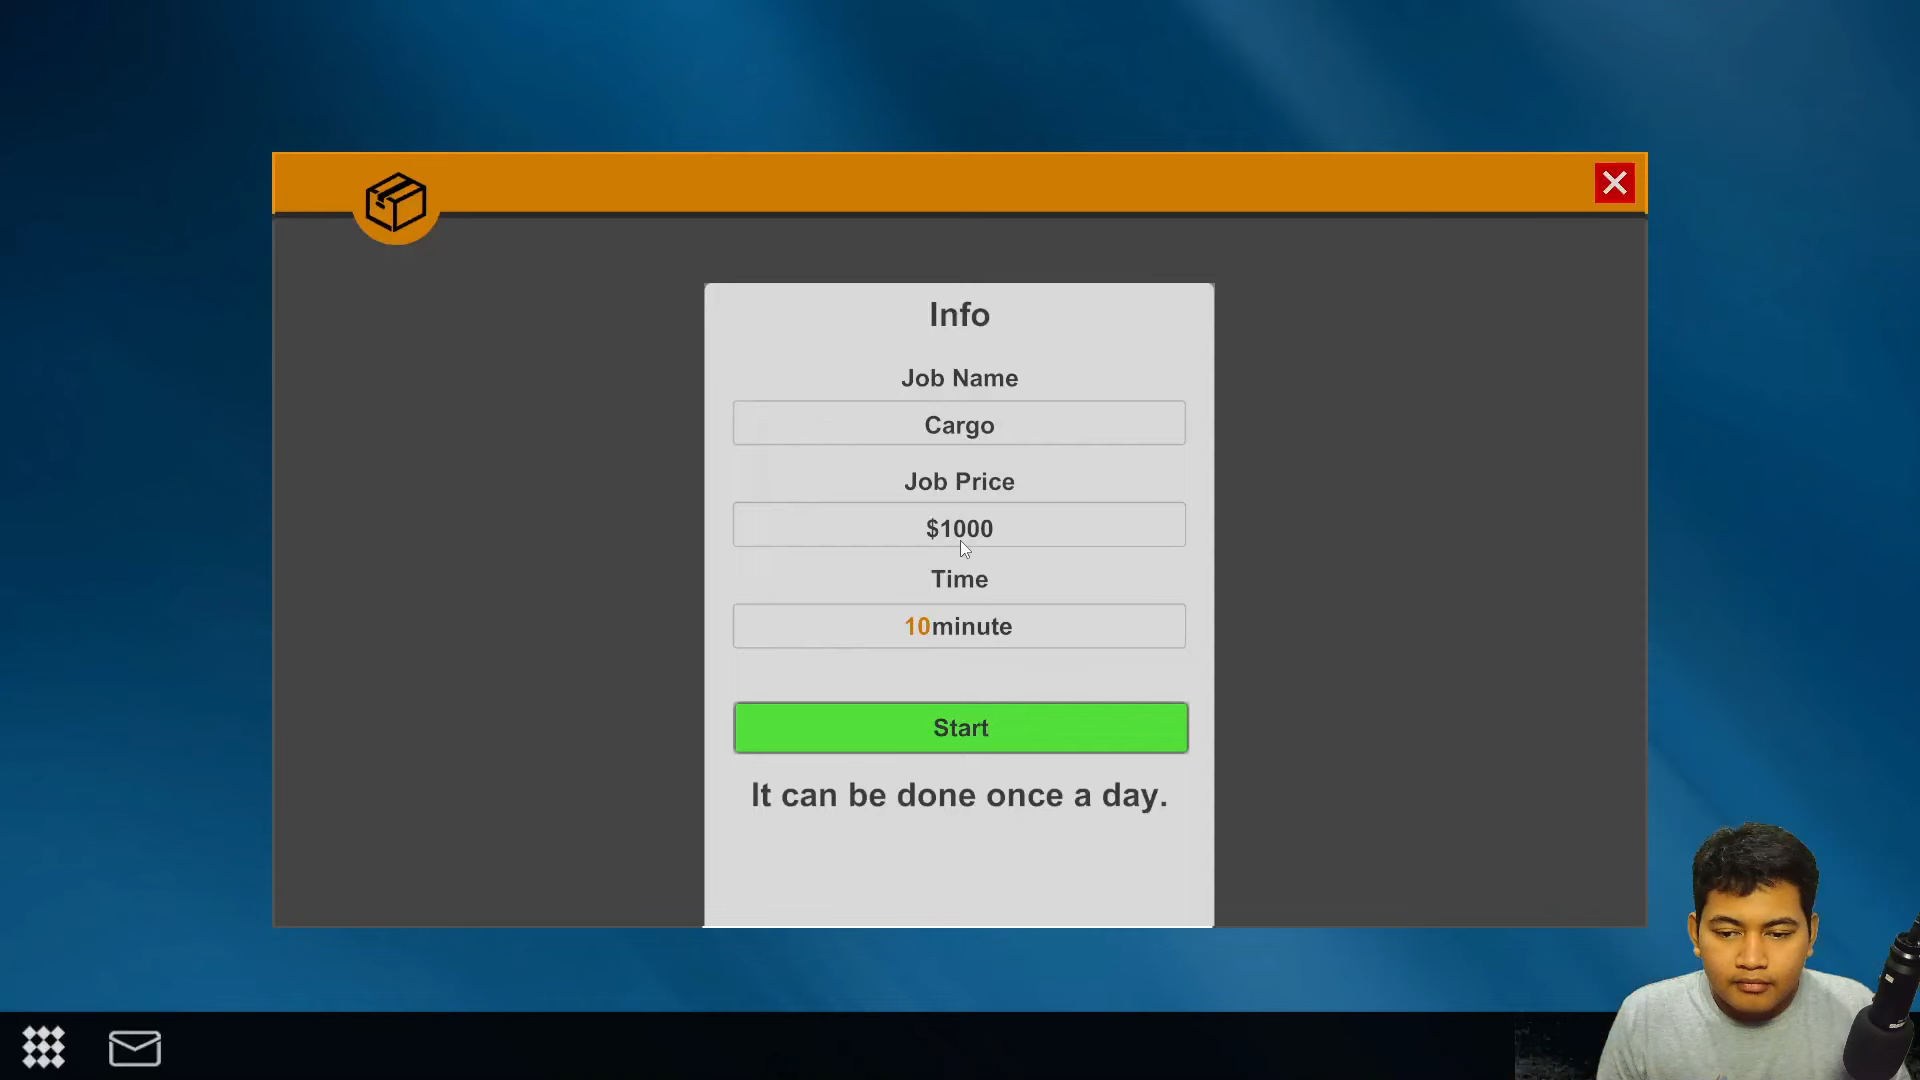 Info
Job Name
Cargo
Job Price
$1000
Time
10minute
Start
It can be done once a day.